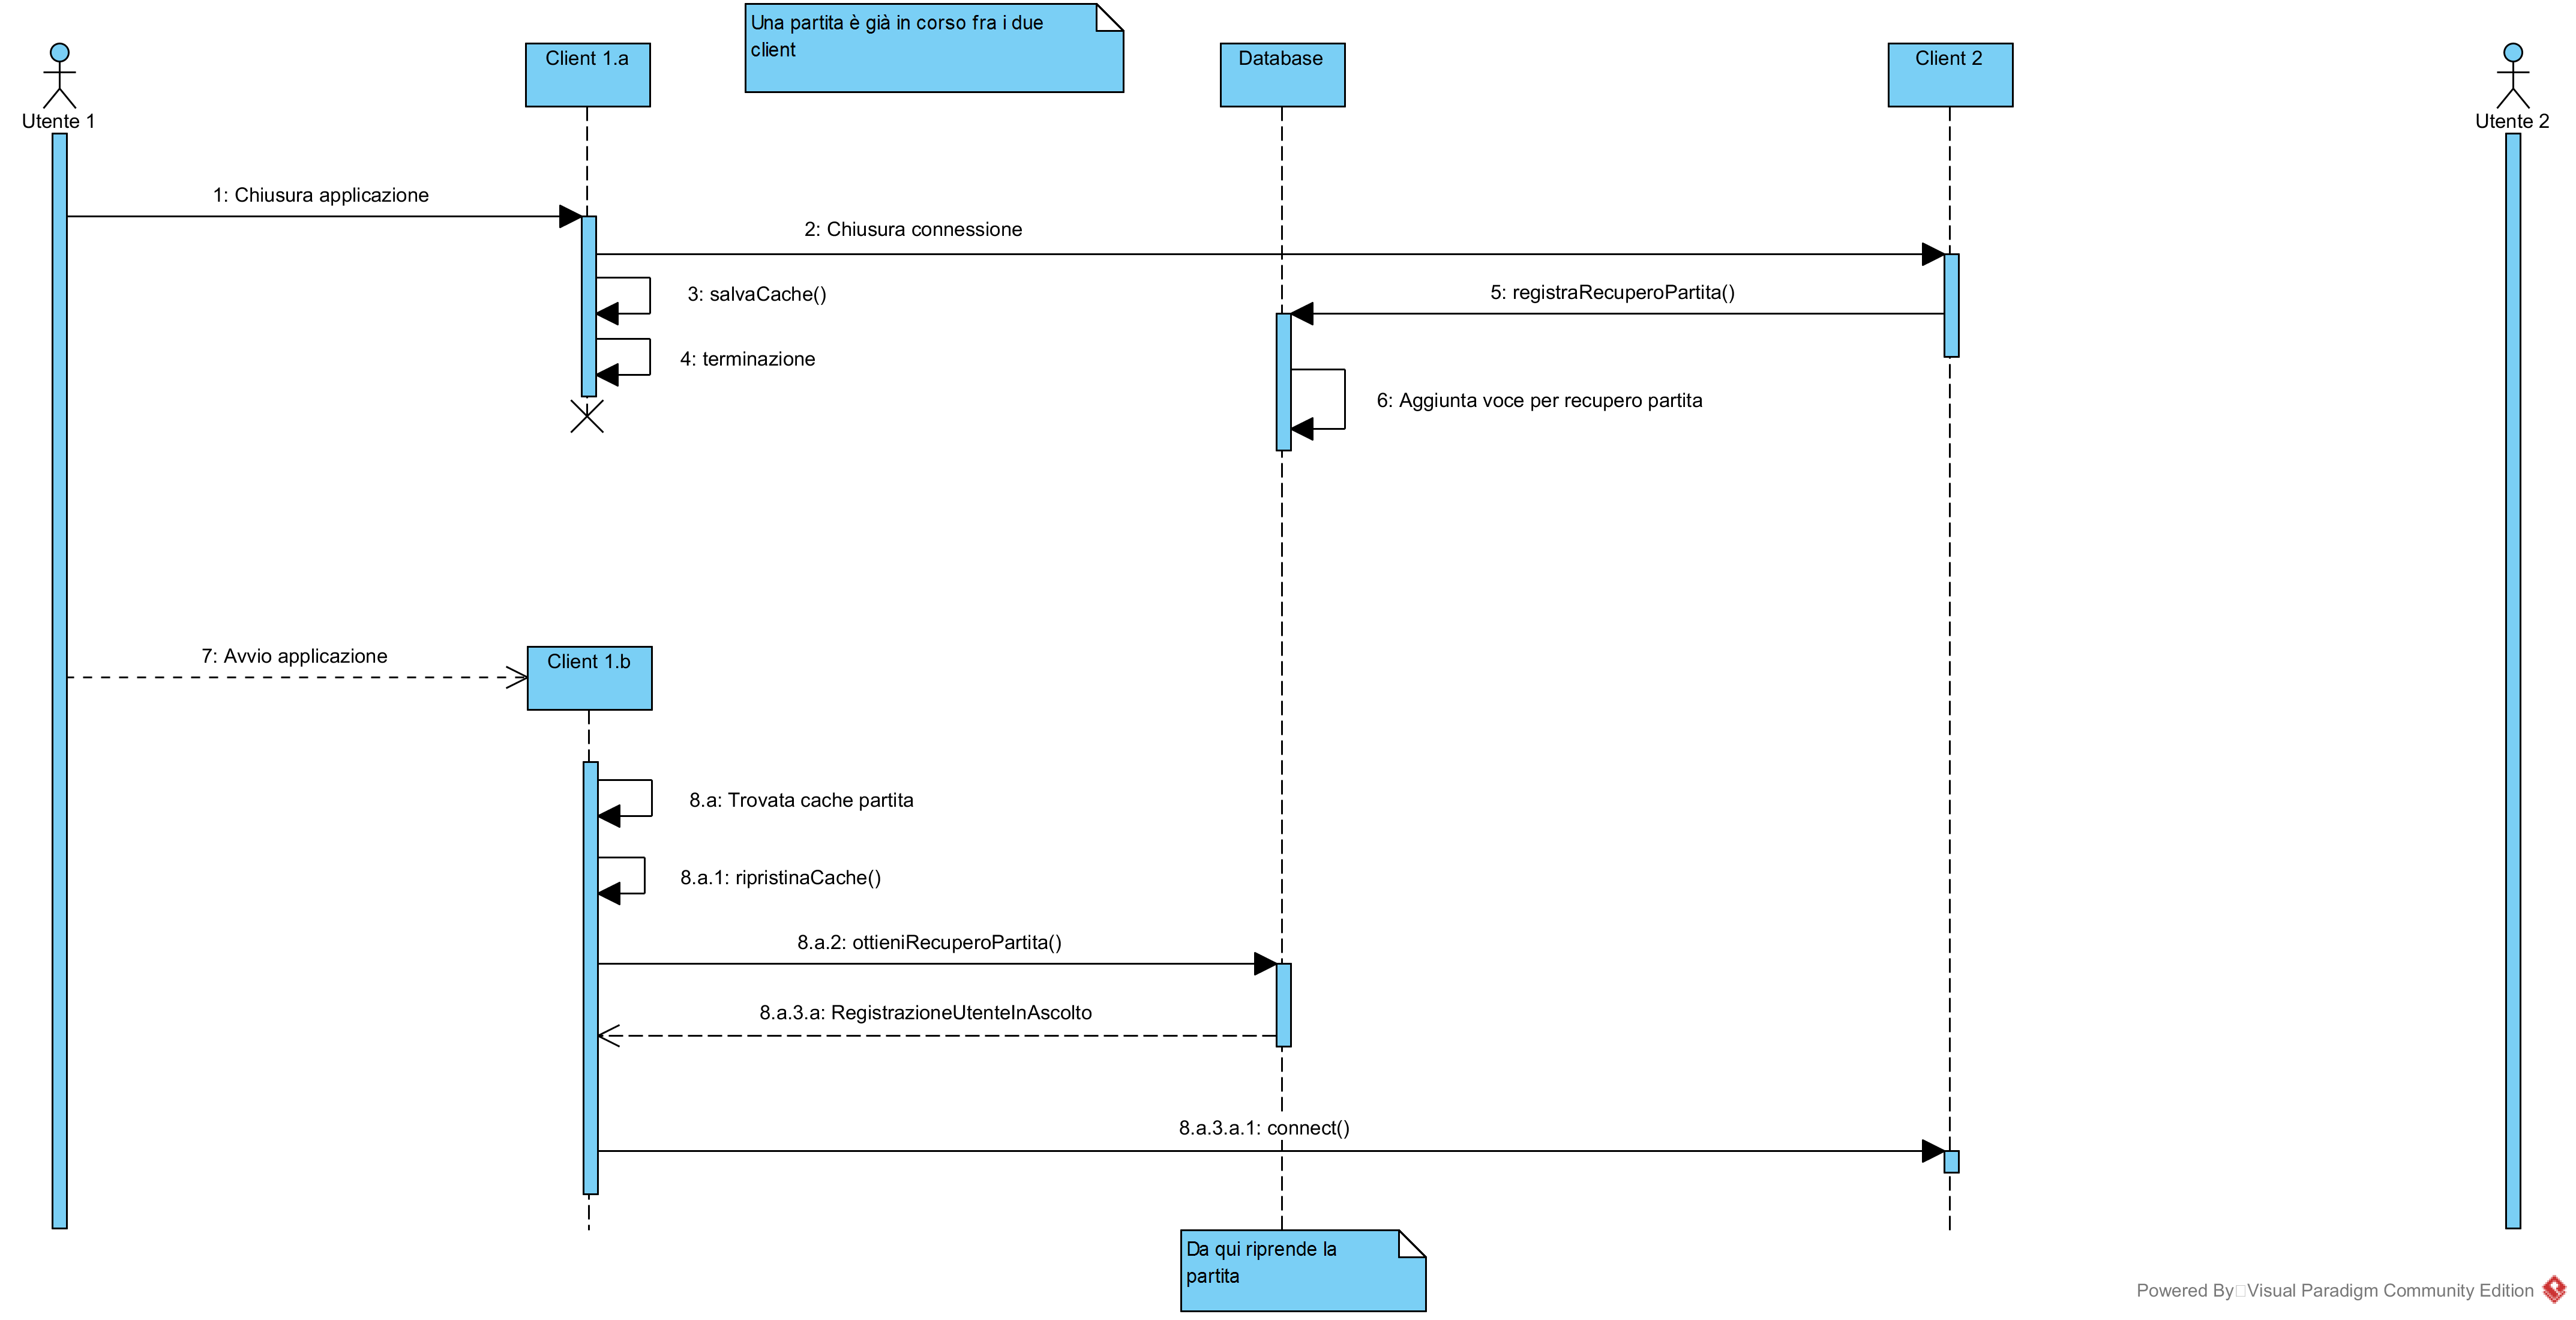 Una partita è già in corso fra i due
client
Client 1.a
Database
Client 2
Utente 1
Utente 2
1: Chiusura applicazione
2: Chiusura connessione
3: salvaCache()
5: registraRecuperoPartita()
4: terminazione
6: Aggiunta voce per recupero partita
7: Avvio applicazione
Client 1.b
8.a: Trovata cache partita
8.a.1: ripristinaCache()
8.a.2: ottieniRecuperoPartita()
8.a.3.a: RegistrazioneUtenteInAscolto
8.a.3.a.1: connect()
Da qui riprende la
partita
Powered By Visual Paradigm Community Edition